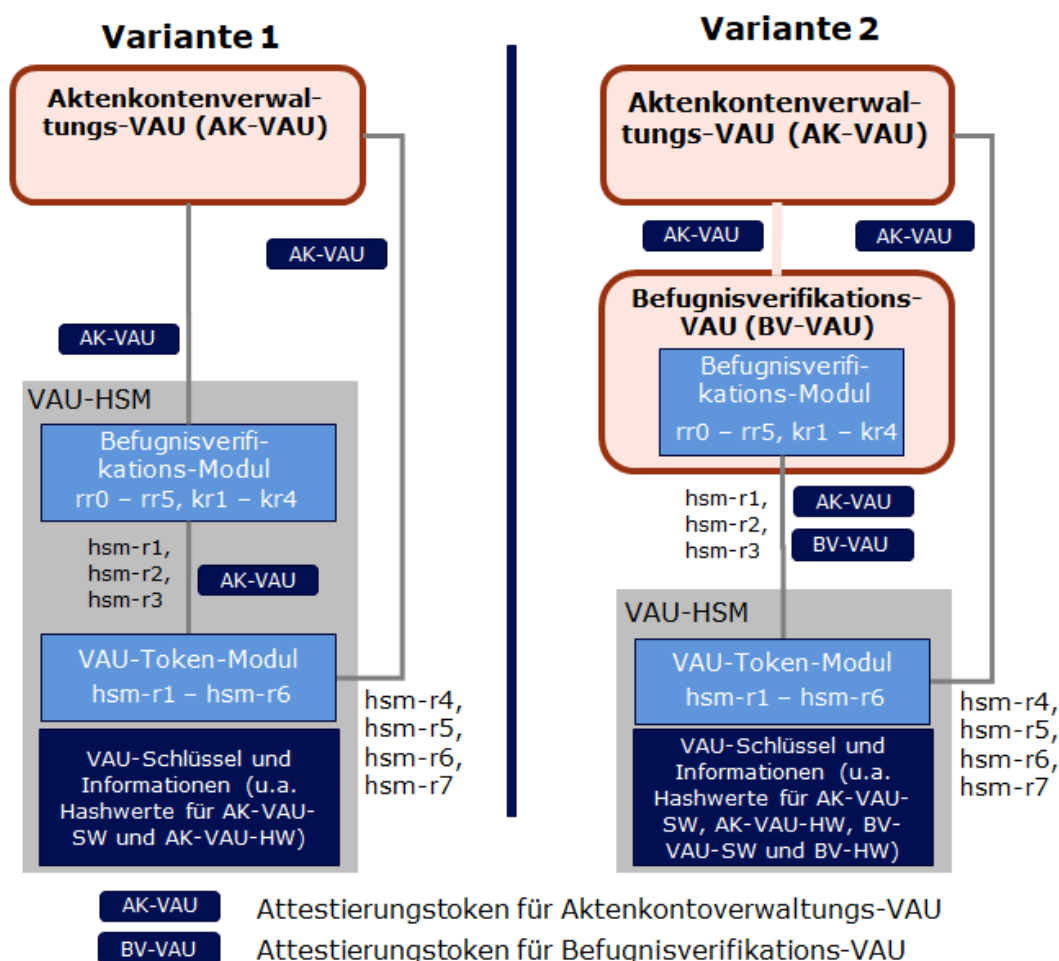 Variante 1
Aktenkontenverwal-
tungs-VAU (AK-VAU)
AK-VAU
AK-VAU
VAU-HSM
Befugnisverifi-
kations-Modul
rr0 – rr5, kr1 – kr4
hsm-r1,
hsm-r2,
hsm-r3
AK-VAU
VAU-Token-Modul
hsm-r1 – hsm-r6
hsm-r4,
hsm-r5,
hsm-r6,
hsm-r7
VAU-Schlüssel und
Informationen (u.a.
Hashwerte für AK-VAU-
SW und AK-VAU-HW)
Variante 2
Aktenkontenverwal-
tungs-VAU (AK-VAU)
AK-VAU
AK-VAU
Befugnisverifikations-
VAU (BV-VAU)
Befugnisverifi-
kations-Modul
rr0 – rr5, kr1 – kr4
hsm-r1,
hsm-r2,
hsm-r3
AK-VAU
BV-VAU
VAU-HSM
VAU-Token-Modul
hsm-r1 – hsm-r6
hsm-r4,
hsm-r5,
hsm-r6,
hsm-r7
VAU-Schlüssel und
Informationen (u.a.
Hashwerte für AK-VAU-
SW, AK-VAU-HW, BV-
VAU-SW und BV-HW)
AK-VAU Attestierungstoken für Aktenkontoverwaltungs-VAU
BV-VAU Attestierungstoken für Befugnisverifikations-VAU